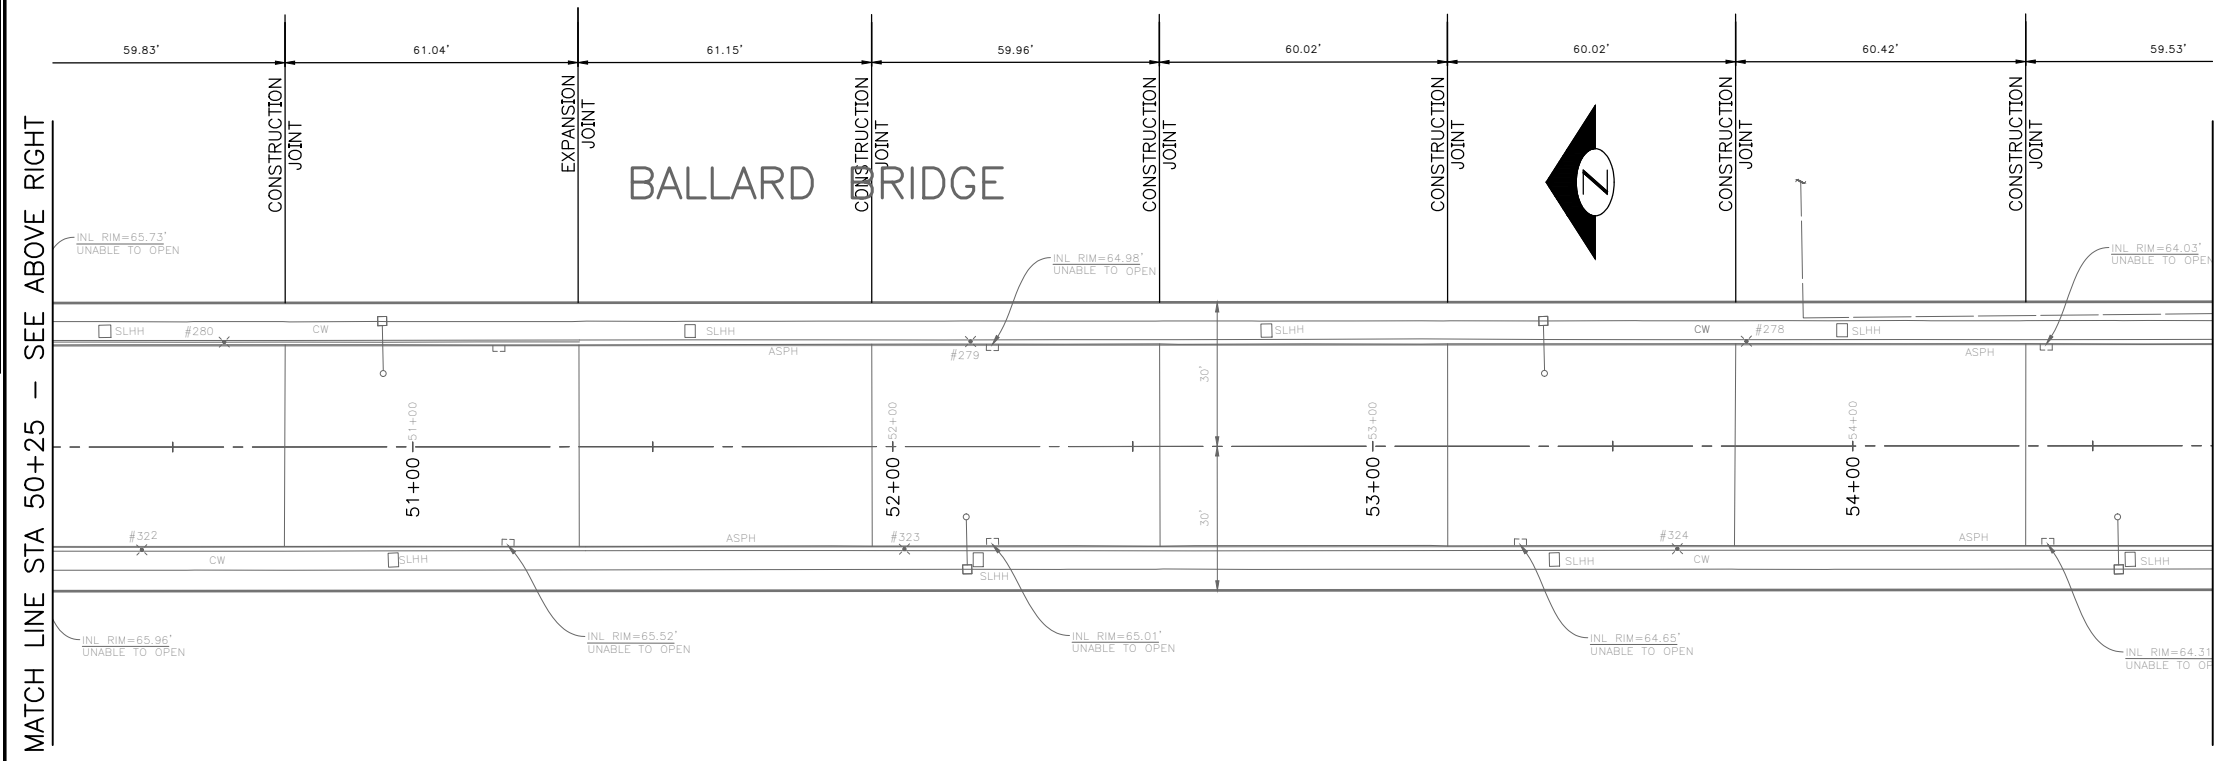 59.83'
61.04'
61.15'
59.96'
60.02'
60.02'
60.42'
59.53'
CONSTRUCTION
JOINT
EXPANSION
JOINT
CONSTRUCTION
JOINT
CONSTRUCTION
JOINT
CONSTRUCTION
JOINT
CONSTRUCTION
JOINT
CONSTRUCTION
JOINT
MATCH LINE STA 50+25 - SEE ABOVE RIGHT
BALLARD BRIDGE
Z
INL RIM=65.73'
UNABLE TO OPEN
INL RIM=64.98'
UNABLE TO OPEN
INL RIM=64.03'
UNABLE TO OPEN
SLHH
#280
CW
SLHH
ASPH
#279
SLHH
CW
#278
SLHH
ASPH
30'
51+00
52+00
53+00
54+00
51+00
52+00
53+00
54+00
30'
#322
CW
SLHH
ASPH
#323
SLHH
SLHH
#324
CW
ASPH
SLHH
INL RIM=65.96'
UNABLE TO OPEN
INL RIM=65.52'
UNABLE TO OPEN
INL RIM=65.01'
UNABLE TO OPEN
INL RIM=64.65'
UNABLE TO OPEN
INL RIM=64.31
UNABLE TO OP